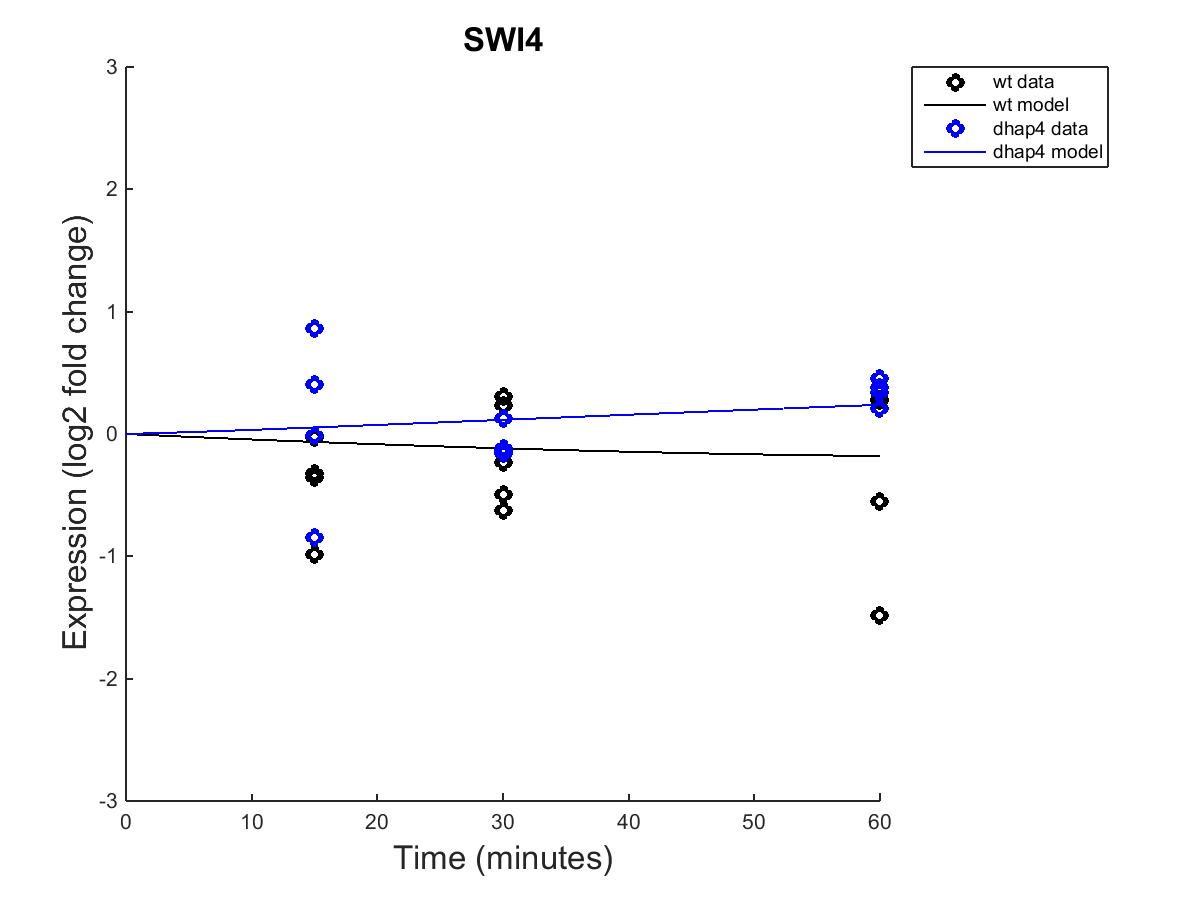 SWI4
wt data
wt model
dhap4 data
dhap4 model
Expression (log2 fold change)
3
2
1
0
-1
-2
-3
0 10 20 30 40 50 60
Time (minutes)